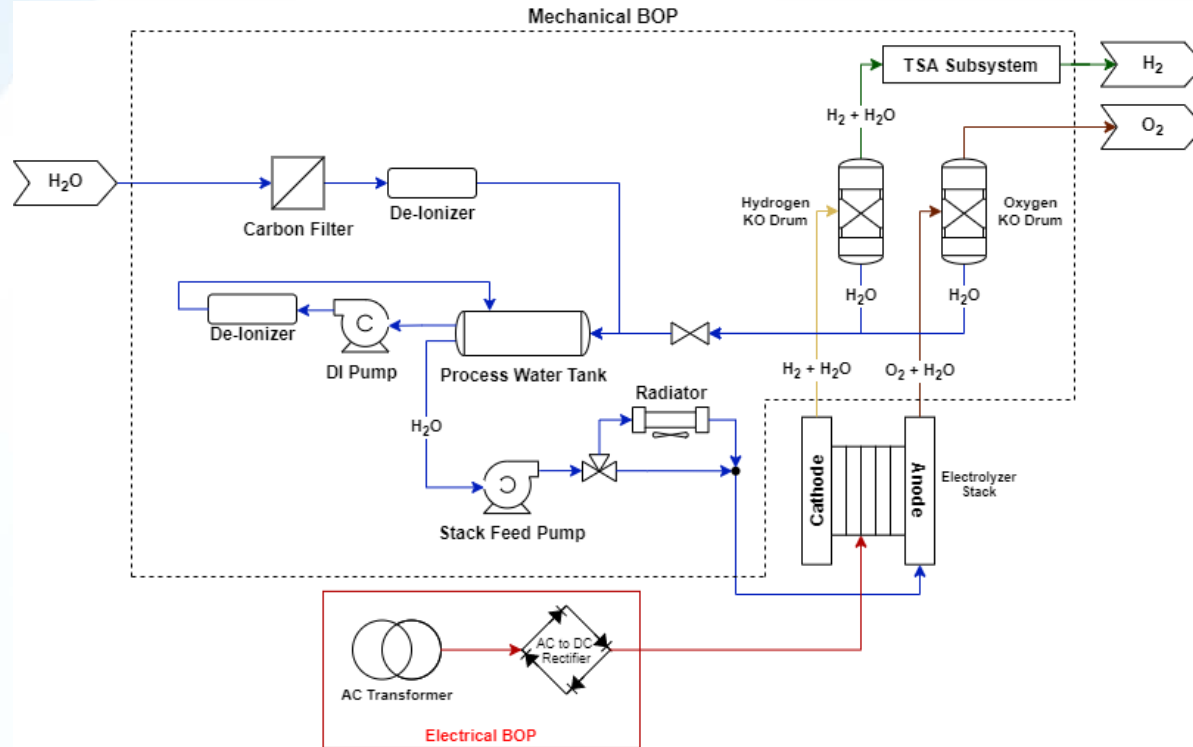 Mechanical BOP
TSA Subsystem
H₂
H₂ + H₂O
O₂
H₂O
Carbon Filter
De-Ionizer
Hydrogen
KO Drum
Oxygen
KO Drum
H₂O
H₂O
De-Ionizer
DI Pump
Process Water Tank
H₂ + H₂O
O₂ + H₂O
Radiator
H₂O
Stack Feed Pump
Cathode
Anode
Electrolyzer
Stack
AC Transformer
AC to DC
Rectifier
Electrical BOP